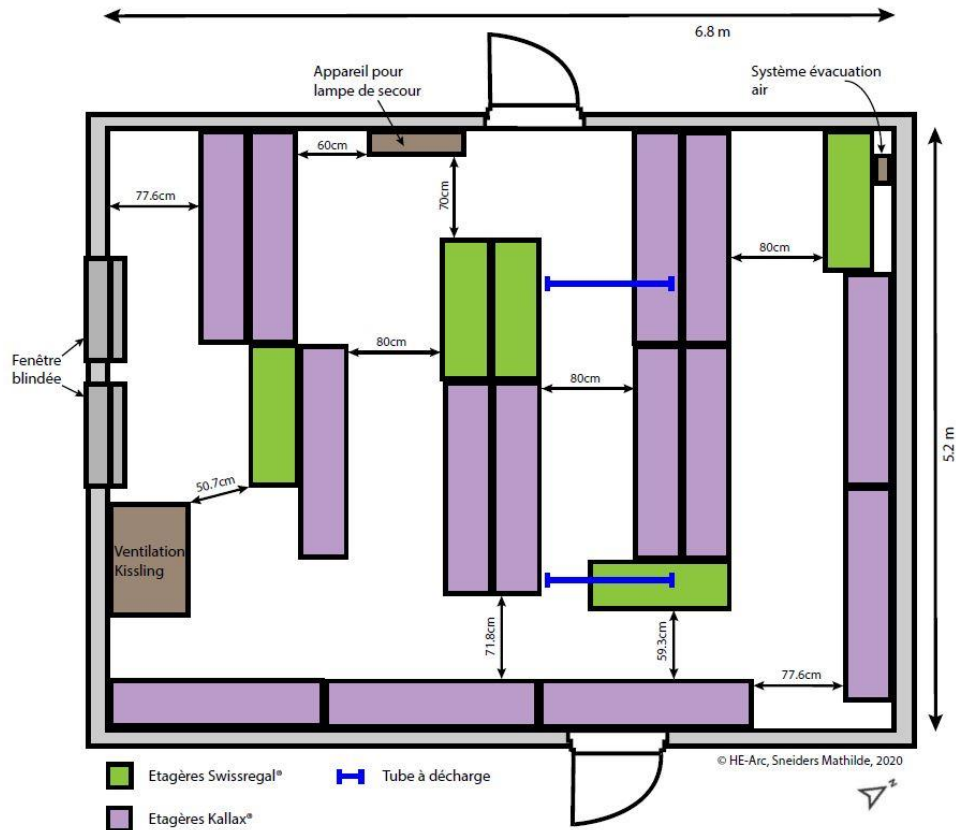 6.8 m
Appareil pour
lampe de secour
Système évacuation
air
60cm
77.6cm
70cm
80cm
Fenêtre
blindée
80cm
80cm
5.2 m
50.7cm
Ventilation
Kissling
71.8cm
59.3cm
77.6cm
© HE-Arc, Sneiders Mathilde, 2020
Etagères Swissregal®
Tube à décharge
Etagères Kallax®
N